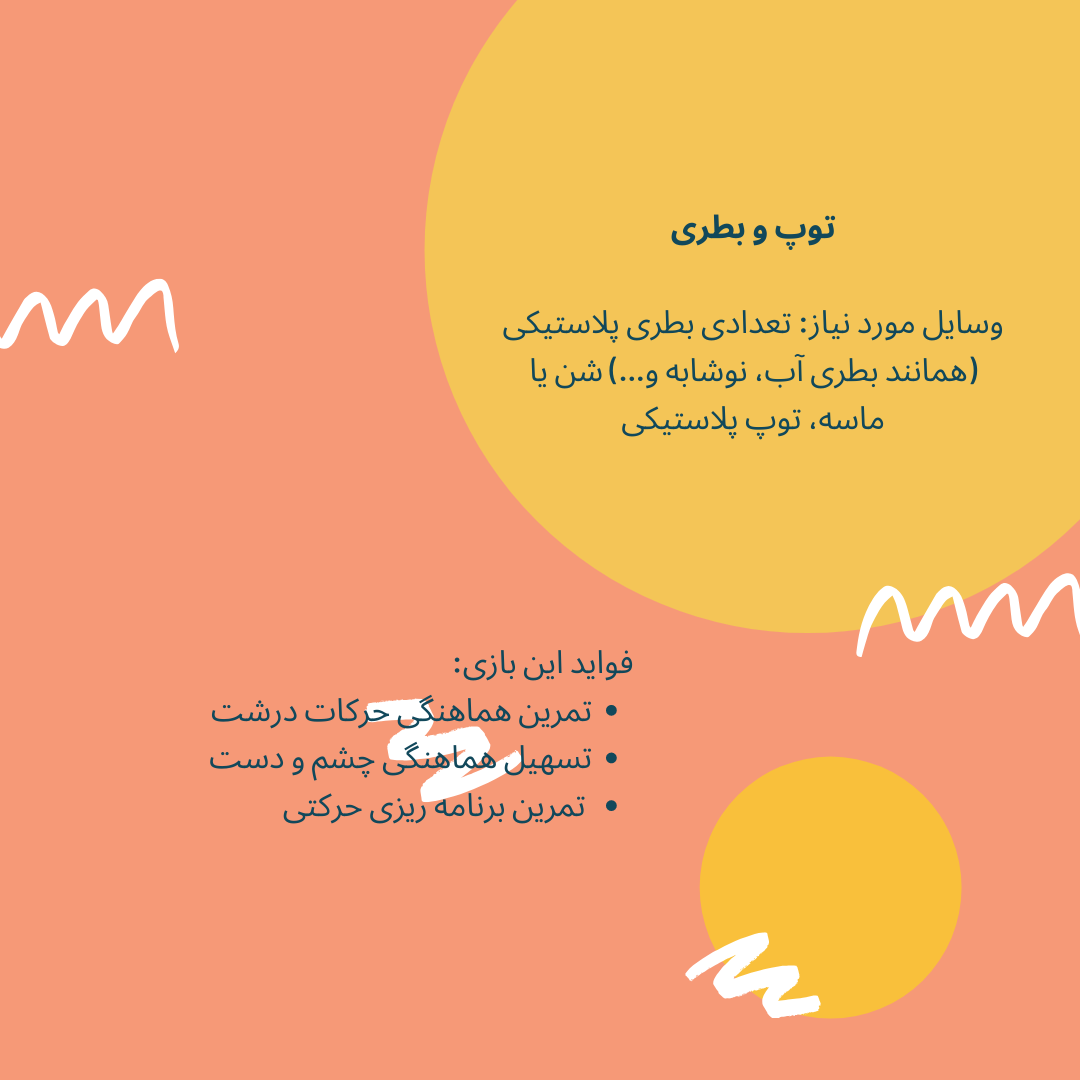 توپ و بطری
وسایل مورد نیاز: تعدادی بطری پلاستیکی
(همانند بطری آب، نوشابه و...) شن یا
ماسه، توپ پلاستیکی
فواید این بازی:
• تمرین هماهنگی حرکات درشت
• تسهیل هماهنگی چشم و دست
• تمرین برنامه ریزی حرکتی